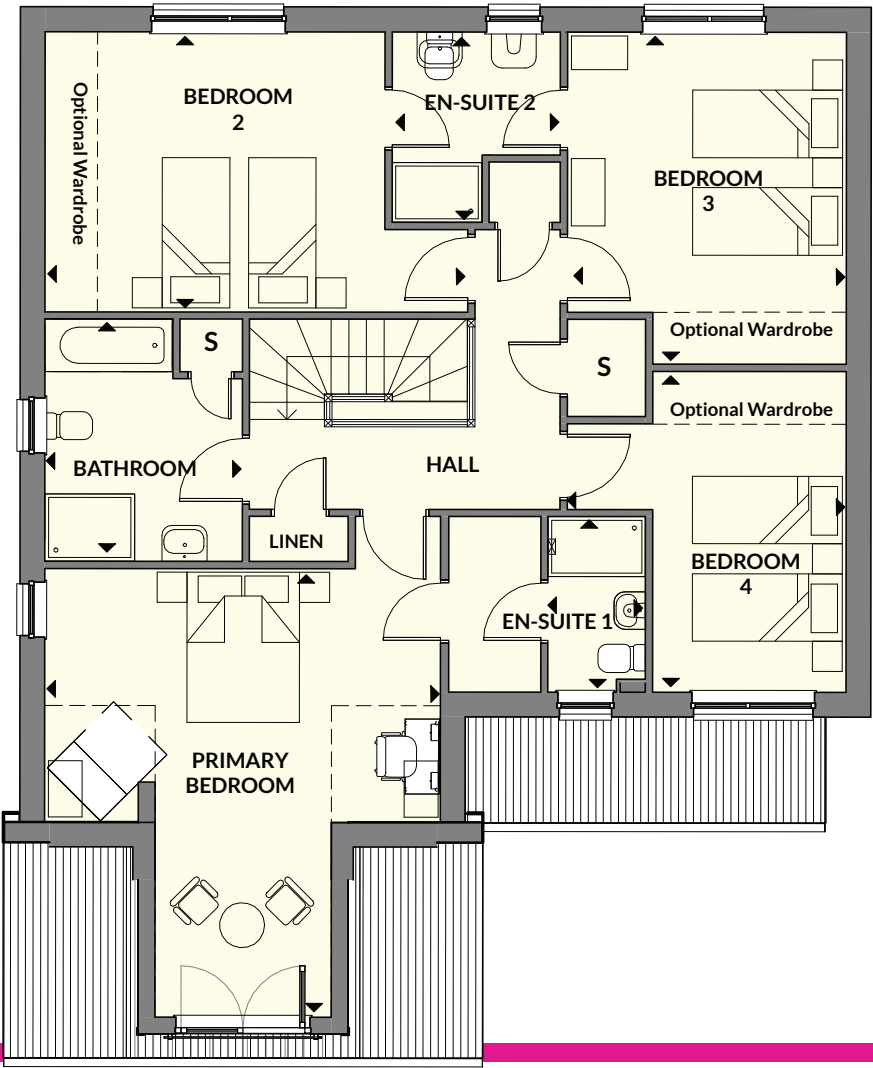 BEDROOM
2
Optional Wardrobe
EN-SUITE 2
BEDROOM
3
Optional Wardrobe
S
S
Optional Wardrobe
BATHROOM
HALL
LINEN
BEDROOM
4
EN-SUITE 1
PRIMARY
BEDROOM